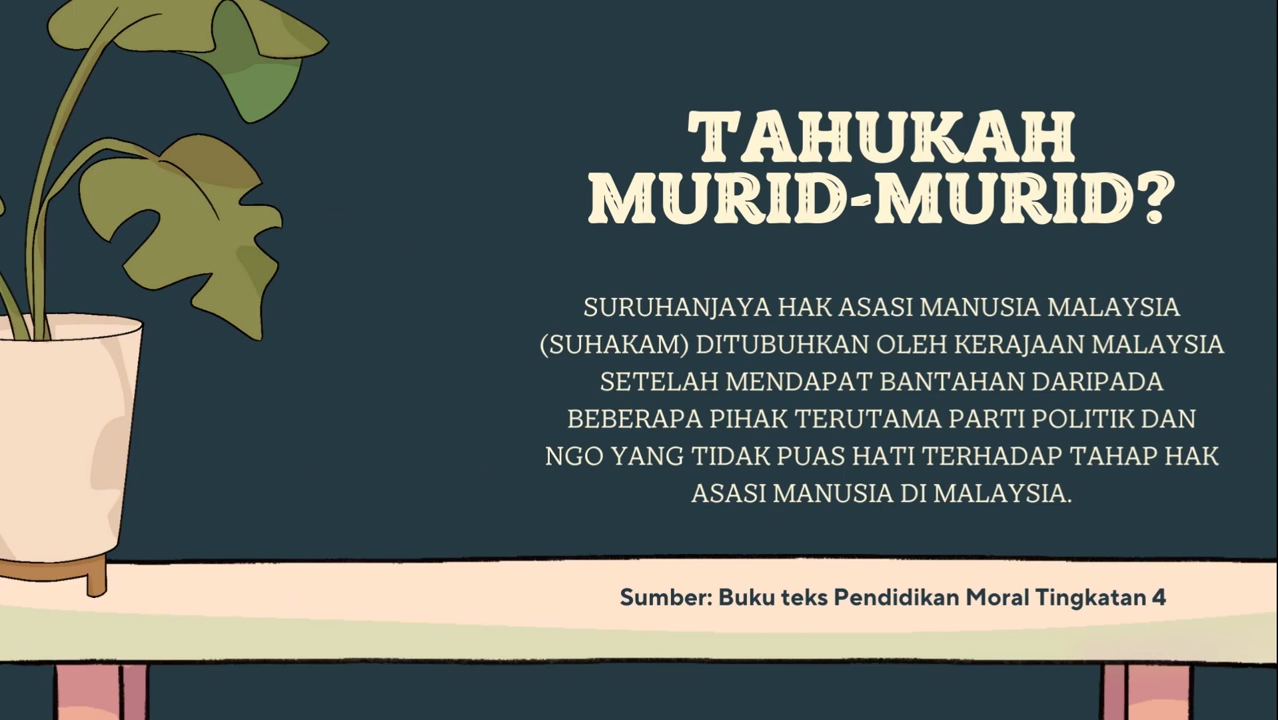 TAHUKAH
MURID-MURID?
SURUHANJAYA HAK ASASI MANUSIA MALAYSIA
(SUHAKAM) DITUBUHKAN OLEH KERAJAAN MALAYSIA
SETELAH MENDAPAT BANTAHAN DARIPADA
BEBERAPA PIHAK TERUTAMA PARTI POLITIK DAN
NGO YANG TIDAK PUAS HATI TERHADAP TAHAP HAK
ASASI MANUSIA DI MALAYSIA.
Sumber: Buku teks Pendidikan Moral Tingkatan 4